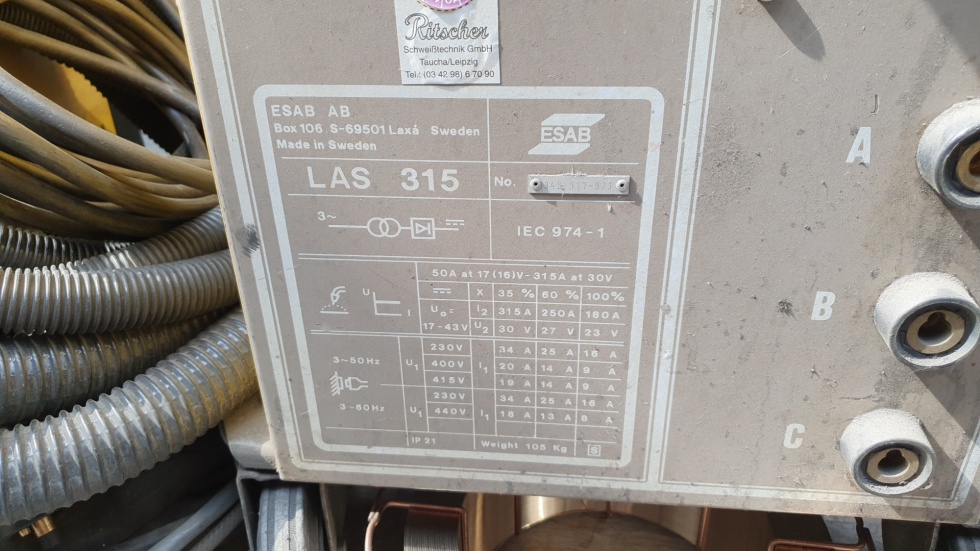 Ritscher
Schweißtechnik GmbH
Taucha/Leipzig
Tel.: (03 42 98) 6 70 90
ESAB AB
Box 106 S-69501 Laxå Sweden
Made in Sweden
ESAB
LAS 315
No.
3~
IEC 974-1
50A at 17(16)V-315A at 30V
X 35 % 60 % 100%
U I
U₀= I₂ 315A 250A 180A
17-43V U₂ 30 V 27 V 23 V
3~50Hz U₁ I₁
230V 34 A 25 A 16 A
400V 20 A 14 A 9 A
415V 19 A 14 A 9 A
3~60Hz U₁ I₁
230V 34 A 25 A 16 A
440V 18 A 13 A 8 A
IP 21 Weight 105 Kg S
A
B
C